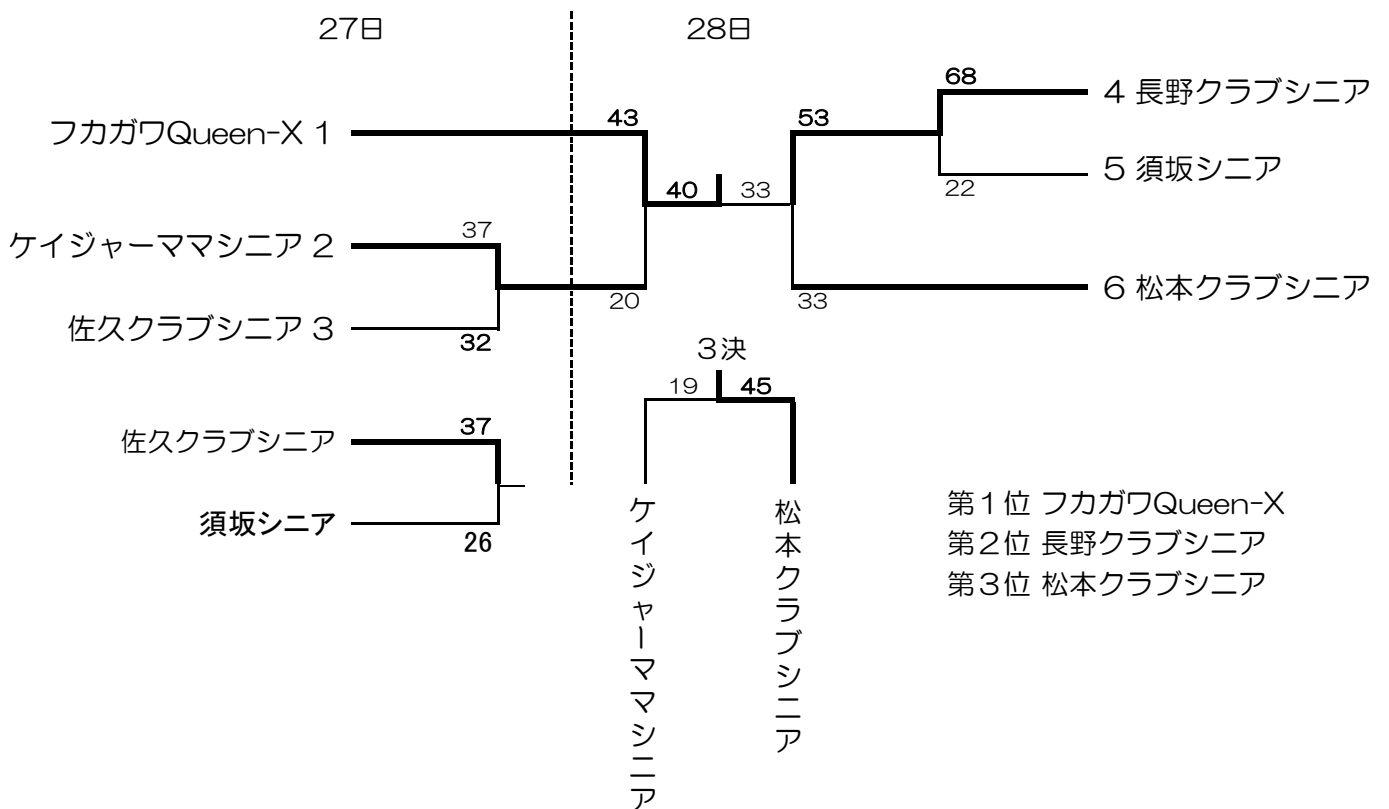 27日
28日
68
4 長野クラブシニア
フカガワQueen-X 1
43
53
5 須坂シニア
22
40
33
ケイジャーママシニア 2
37
20
33
6 松本クラブシニア
佐久クラブシニア 3
32
3決
19
45
佐久クラブシニア
37
須坂シニア
26
ケイジャーママシニア
松本クラブシニア
第1位 フカガワQueen-X
第2位 長野クラブシニア
第3位 松本クラブシニア